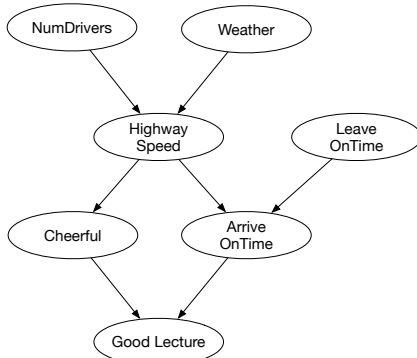 NumDrivers
Weather
Highway
Speed
Leave
OnTime
Cheerful
Arrive
OnTime
Good Lecture